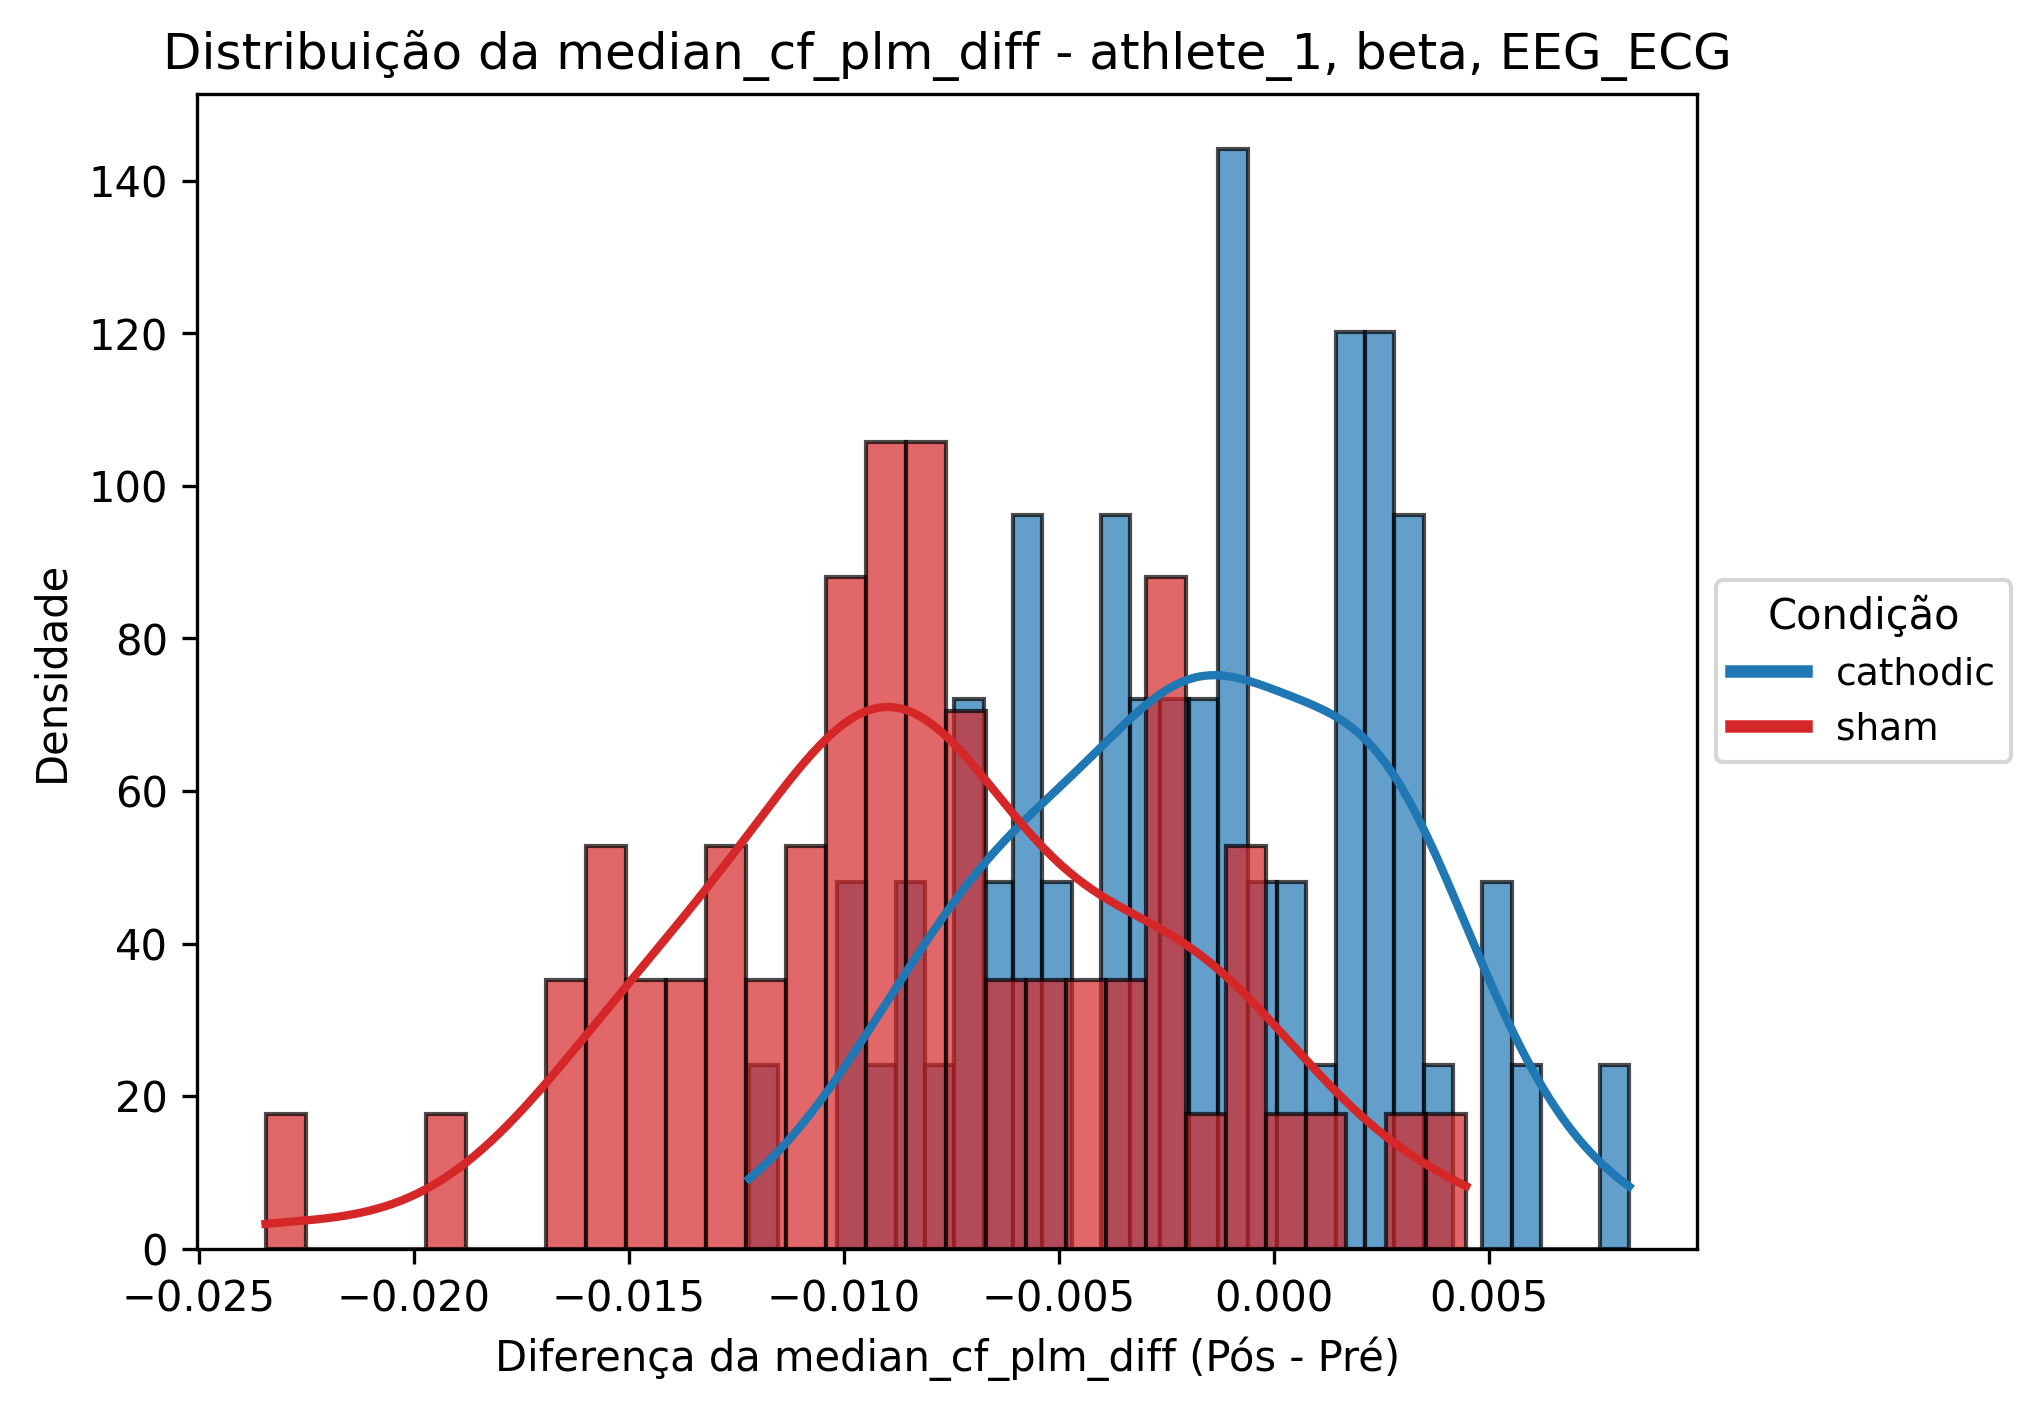 Distribuição da median_cf_plm_diff - athlete_1, beta, EEG_ECG
140
120
100
80
60
40
20
0
Densidade
−0.025
−0.020
−0.015
−0.010
−0.005
0.000
0.005
Diferença da median_cf_plm_diff (Pós - Pré)
Condição
cathodic
sham